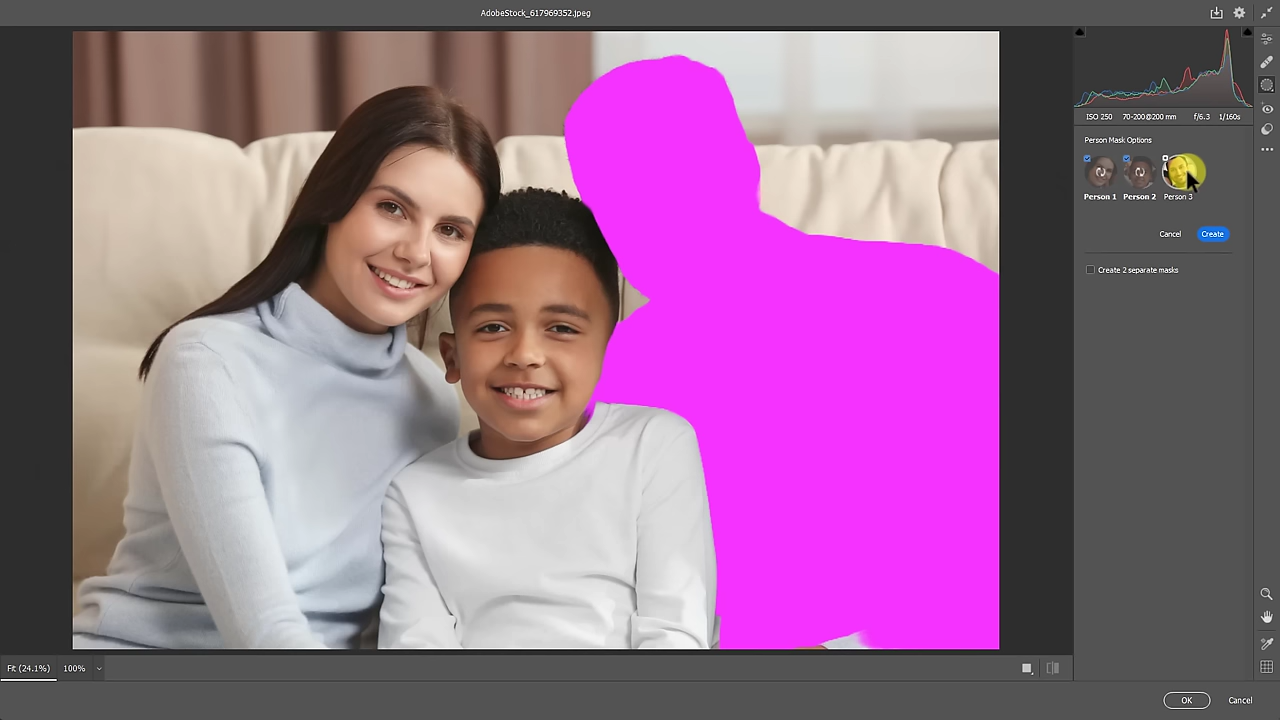 AdobeStock_617969352.jpeg
ISO 250 70-200@200 mm f/6.3 1/160s
Person Mask Options
Person 1 Person 2 Person 3
Cancel Create
Create 2 separate masks
Fit (24.1%) 100%
OK Cancel